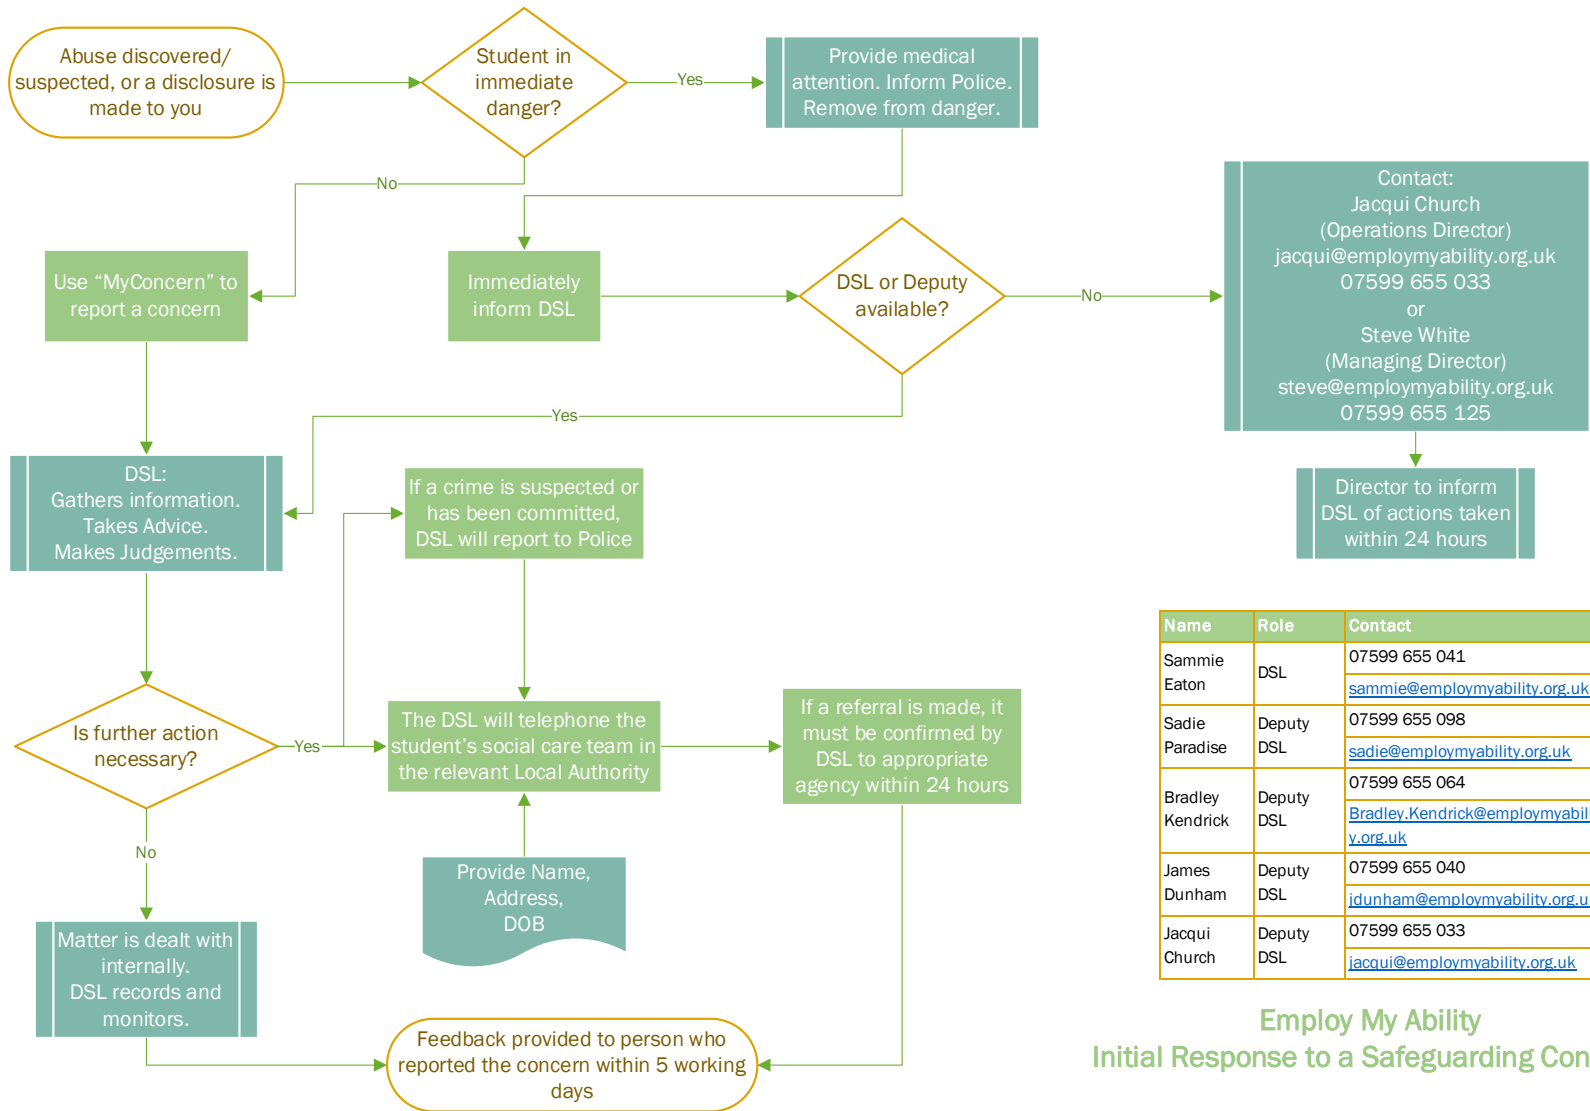 Abuse discovered/
suspected, or a disclosure is
made to you
Student in
immediate
danger?
Yes
Provide medical
attention. Inform Police.
Remove from danger.
No
Contact:
Jacqui Church
(Operations Director)
jacqui@employmyability.org.uk
07599 655 033
or
Steve White
(Managing Director)
steve@employmyability.org.uk
07599 655 125
Use “MyConcern” to
report a concern
Immediately
inform DSL
DSL or Deputy
available?
No
Yes
DSL:
Gathers information.
Takes Advice.
Makes Judgements.
If a crime is suspected or
has been committed,
DSL will report to Police
Director to inform
DSL of actions taken
within 24 hours
Is further action
necessary?
Yes
The DSL will telephone the
student’s social care team in
the relevant Local Authority
If a referral is made, it
must be confirmed by
DSL to appropriate
agency within 24 hours
No
Provide Name,
Address,
DOB
Matter is dealt with
internally.
DSL records and
monitors.
Feedback provided to person who
reported the concern within 5 working
days
Name Role Contact
Sammie
Eaton
DSL
07599 655 041
sammie@employmyability.org.uk
Sadie
Paradise
Deputy
DSL
07599 655 098
sadie@employmyability.org.uk
Bradley
Kendrick
Deputy
DSL
07599 655 064
Bradley.Kendrick@employmyabil
y.org.uk
James
Dunham
Deputy
DSL
07599 655 040
jdunham@employmyability.org.u
Jacqui
Church
Deputy
DSL
07599 655 033
jacqui@employmyability.org.uk
Employ My Ability
Initial Response to a Safeguarding Con